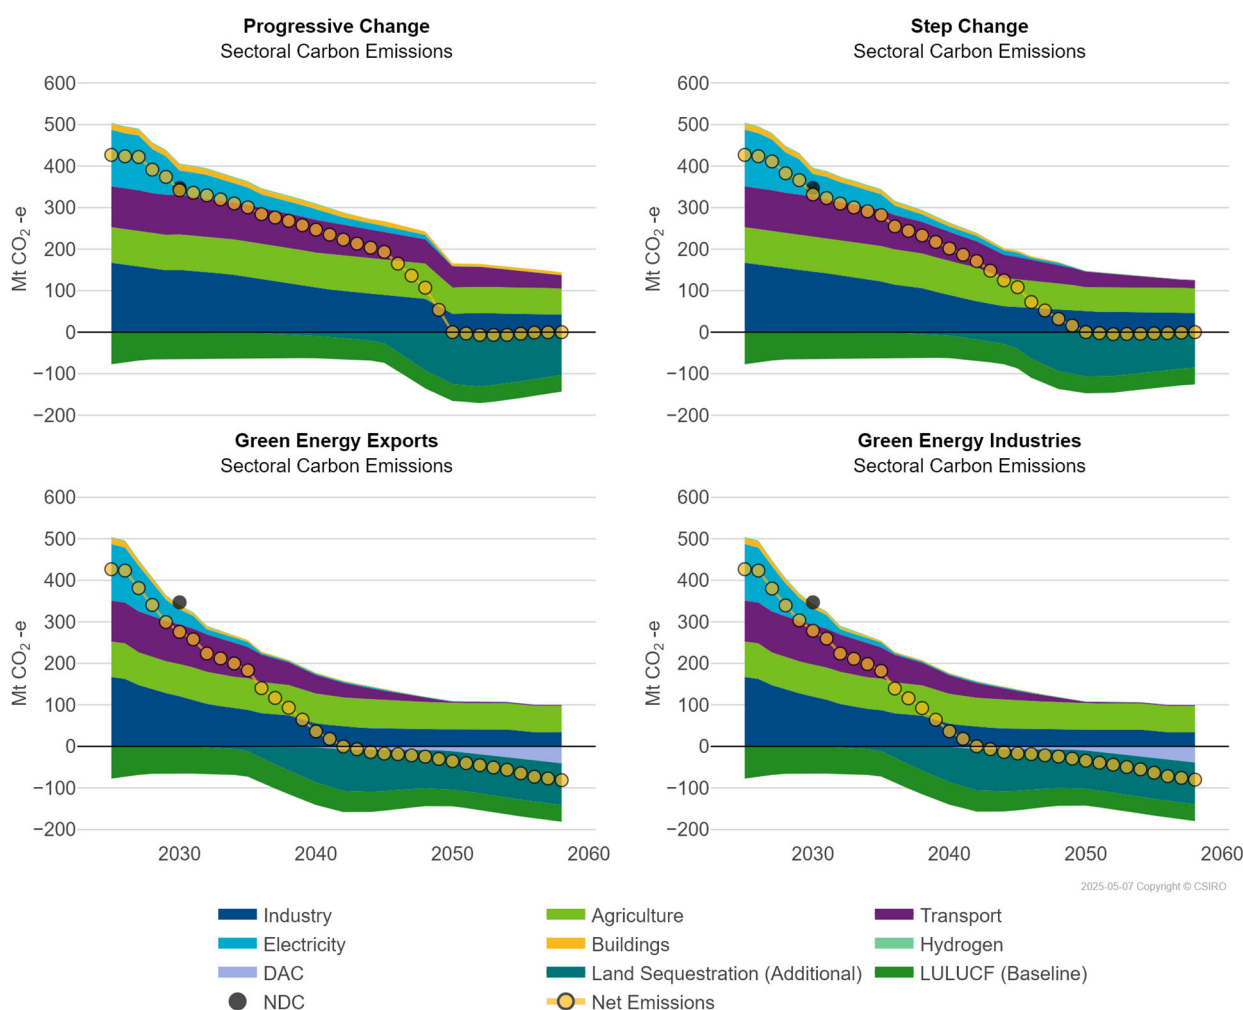 Progressive Change
Sectoral Carbon Emissions
Step Change
Sectoral Carbon Emissions
600
500
400
300
200
100
0
−100
−200
Mt CO2 -e
600
500
400
300
200
100
0
−100
−200
Mt CO2 -e
Green Energy Exports
Sectoral Carbon Emissions
Green Energy Industries
Sectoral Carbon Emissions
600
500
400
300
200
100
0
−100
−200
Mt CO2 -e
2030 2040 2050 2060
600
500
400
300
200
100
0
−100
−200
Mt CO2 -e
2030 2040 2050 2060
2025-05-07 Copyright © CSIRO
Industry Agriculture Transport
Electricity Buildings Hydrogen
DAC Land Sequestration (Additional) LULUCF (Baseline)
NDC Net Emissions